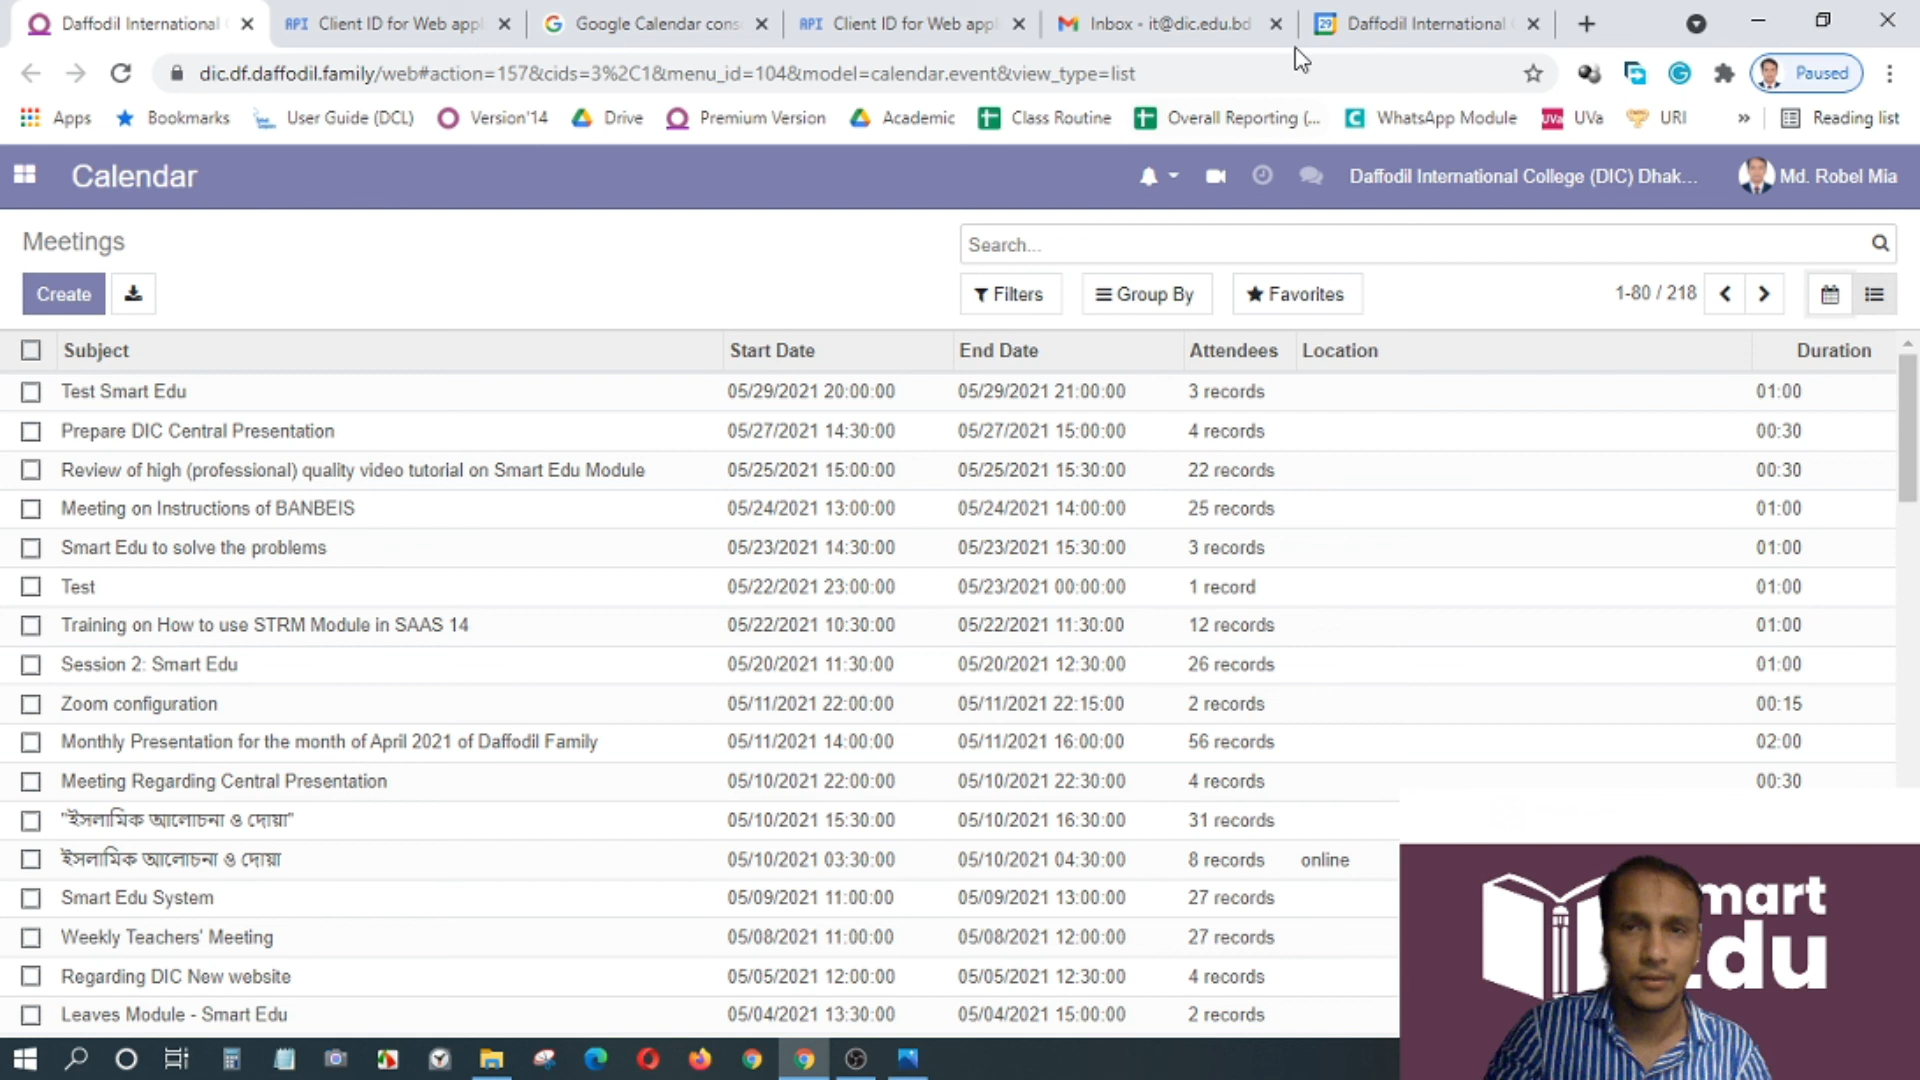 Daffodil International
Client ID for Web appl
Google Calendar cons
Client ID for Web appl
Inbox - it@dic.edu.bd
Daffodil International
dic.df.daffodil.family/web#action=157&cids=3%2C1&menu_id=104&model=calendar.event&view_type=list
Paused
Apps
Bookmarks
User Guide (DCL)
Version'14
Drive
Premium Version
Academic
Class Routine
Overall Reporting (...
WhatsApp Module
UVa
URI
»
Reading list
Calendar
Daffodil International College (DIC) Dhak...
Md. Robel Mia
Meetings
Search...
Create
Filters
Group By
Favorites
1-80 / 218
Subject Start Date End Date Attendees Location Duration
Test Smart Edu 05/29/2021 20:00:00 05/29/2021 21:00:00 3 records 01:00
Prepare DIC Central Presentation 05/27/2021 14:30:00 05/27/2021 15:00:00 4 records 00:30
Review of high (professional) quality video tutorial on Smart Edu Module 05/25/2021 15:00:00 05/25/2021 15:30:00 22 records 00:30
Meeting on Instructions of BANBEIS 05/24/2021 13:00:00 05/24/2021 14:00:00 25 records 01:00
Smart Edu to solve the problems 05/23/2021 14:30:00 05/23/2021 15:30:00 3 records 01:00
Test 05/22/2021 23:00:00 05/23/2021 00:00:00 1 record 01:00
Training on How to use STRM Module in SAAS 14 05/22/2021 10:30:00 05/22/2021 11:30:00 12 records 01:00
Session 2: Smart Edu 05/20/2021 11:30:00 05/20/2021 12:30:00 26 records 01:00
Zoom configuration 05/11/2021 22:00:00 05/11/2021 22:15:00 2 records 00:15
Monthly Presentation for the month of April 2021 of Daffodil Family 05/11/2021 14:00:00 05/11/2021 16:00:00 56 records 02:00
Meeting Regarding Central Presentation 05/10/2021 22:00:00 05/10/2021 22:30:00 4 records 00:30
"ইসলামিক আলোচনা ও দোয়া" 05/10/2021 15:30:00 05/10/2021 16:30:00 31 records
ইসলামিক আলোচনা ও দোয়া 05/10/2021 03:30:00 05/10/2021 04:30:00 8 records online
Smart Edu System 05/09/2021 11:00:00 05/09/2021 13:00:00 27 records
Weekly Teachers' Meeting 05/08/2021 11:00:00 05/08/2021 12:00:00 27 records
Regarding DIC New website 05/05/2021 12:00:00 05/05/2021 12:30:00 4 records
Leaves Module - Smart Edu 05/04/2021 13:30:00 05/04/2021 15:00:00 2 records
mart
du